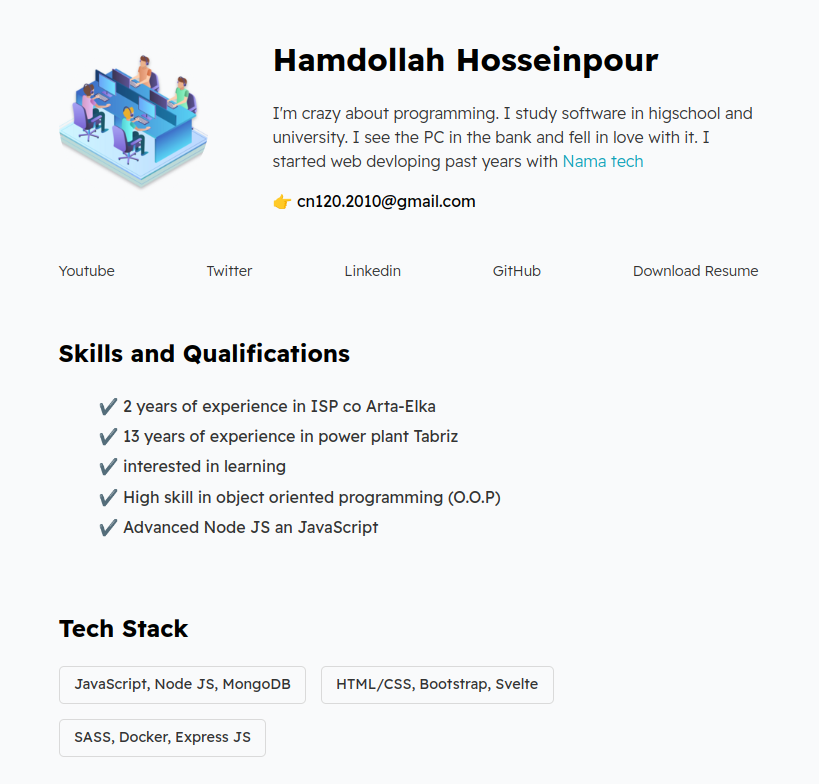 Hamdollah Hosseinpour
I'm crazy about programming. I study software in higschool and
university. I see the PC in the bank and fell in love with it. I
started web devloping past years with Nama tech
👉 cn120.2010@gmail.com
Youtube Twitter Linkedin GitHub Download Resume
Skills and Qualifications
✔️ 2 years of experience in ISP co Arta-Elka
✔️ 13 years of experience in power plant Tabriz
✔️ interested in learning
✔️ High skill in object oriented programming (O.O.P)
✔️ Advanced Node JS an JavaScript
Tech Stack
JavaScript, Node JS, MongoDB HTML/CSS, Bootstrap, Svelte
SASS, Docker, Express JS